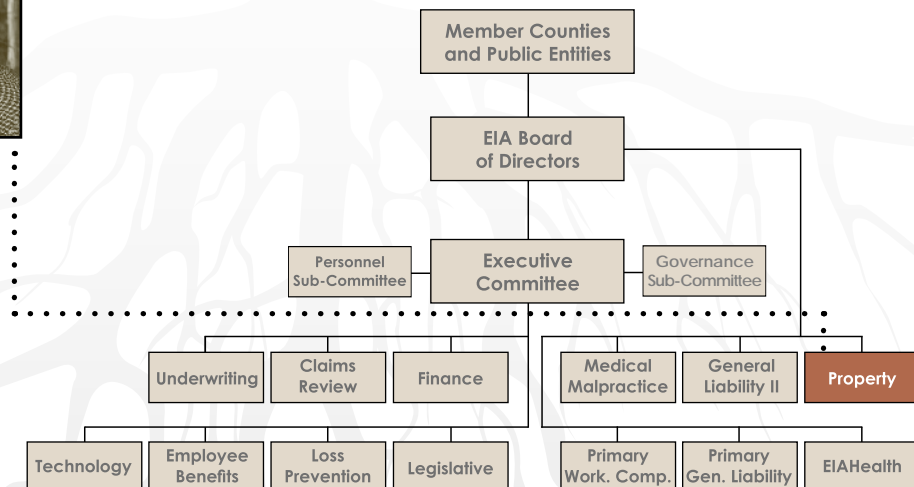 Member Counties
and Public Entities
EIA Board
of Directors
Personnel
Sub-Committee
Executive
Committee
Governance
Sub-Committee
Underwriting
Claims
Review
Finance
Medical
Malpractice
General
Liability II
Property
Technology
Employee
Benefits
Loss
Prevention
Legislative
Primary
Work. Comp.
Primary
Gen. Liability
EIAHealth